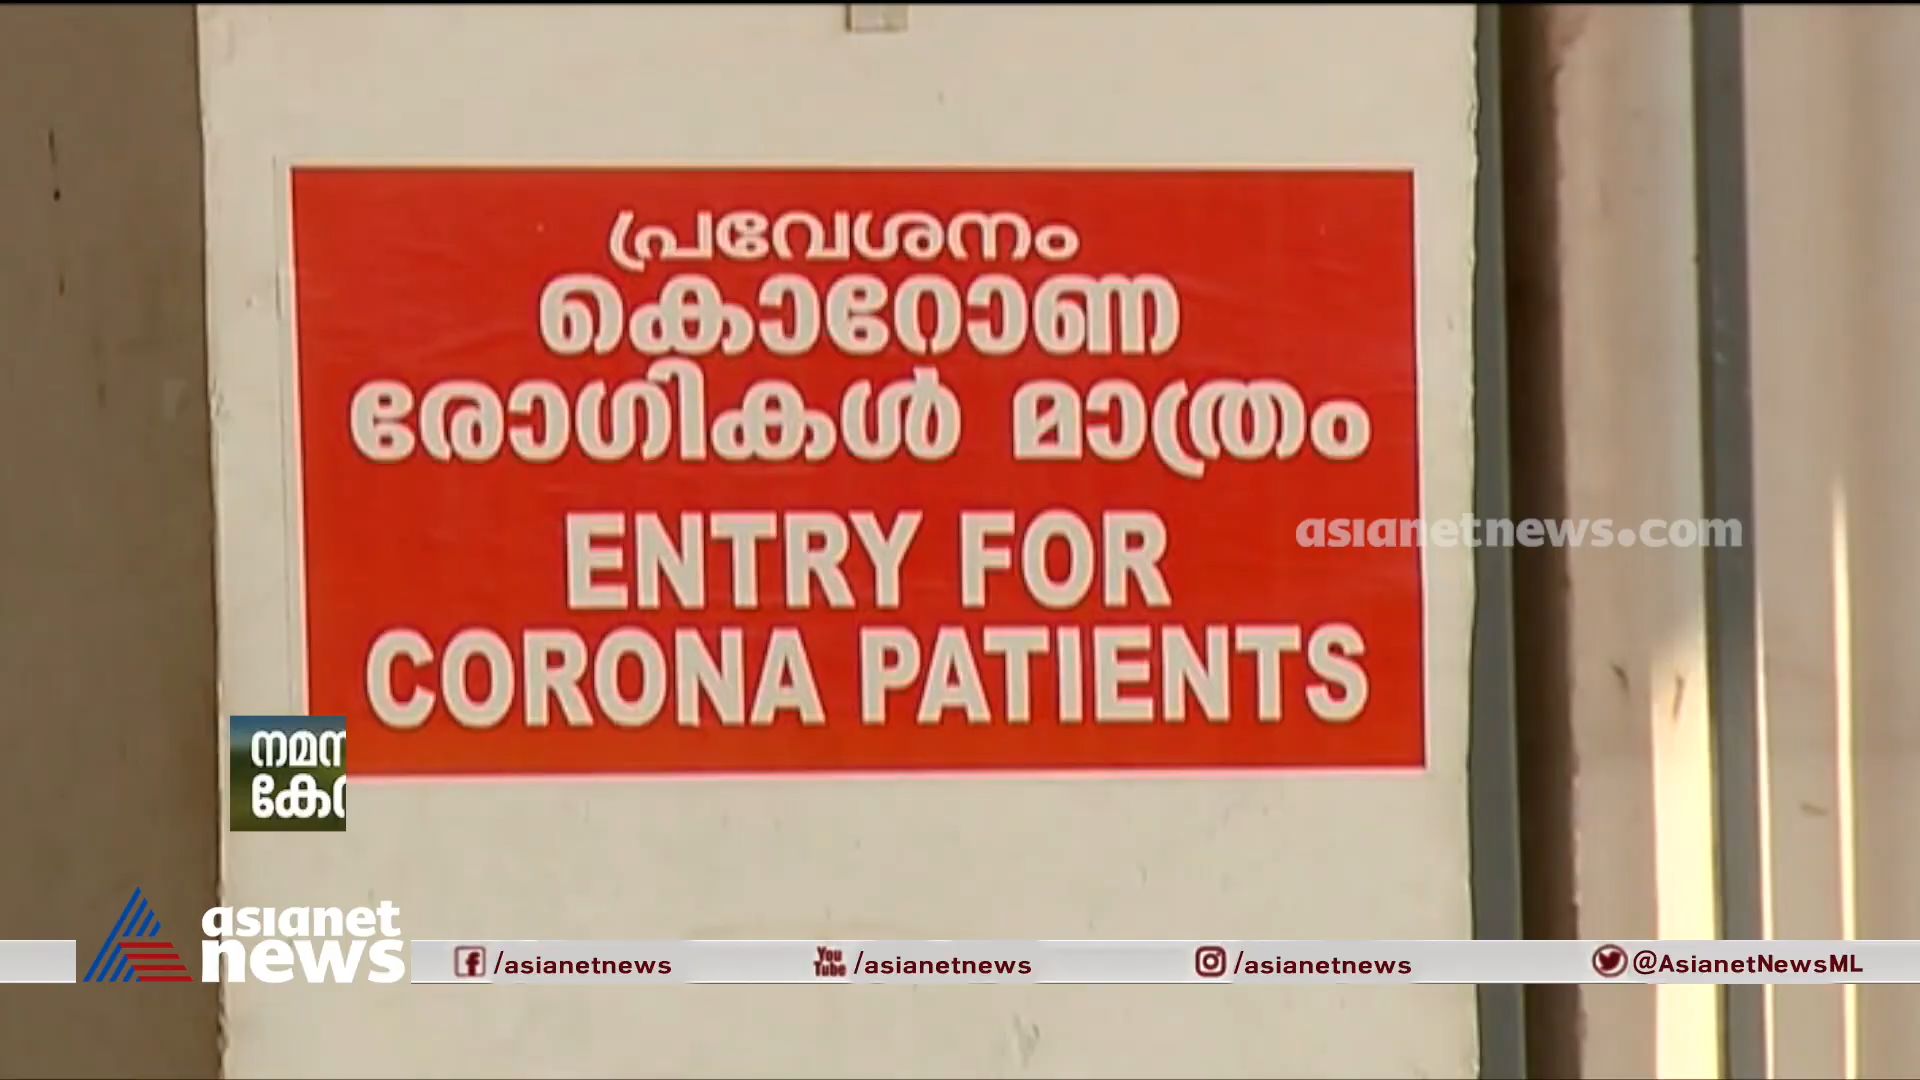 പ്രവേശനം
കൊറോണ
രോഗികൾ മാത്രം
ENTRY FOR
CORONA PATIENTS
asianetnews.com
asianet
news
/asianetnews
/asianetnews
/asianetnews
@AsianetNewsML